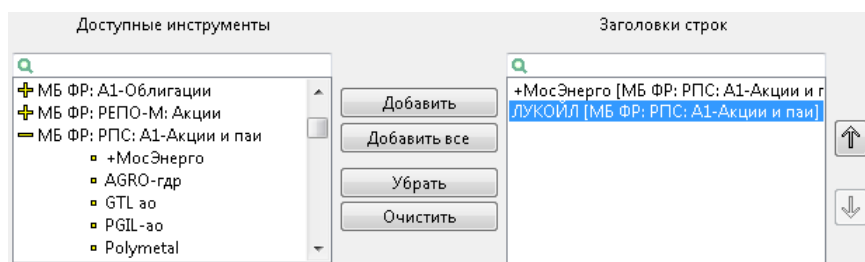 Доступные инструменты
Заголовки строк
МБ ФР: А1-Облигации
МБ ФР: РЕПО-М: Акции
МБ ФР: РПС: А1-Акции и паи
+МосЭнерго
AGRO-гдр
GTL ао
PGIL-ао
Polymetal
Добавить
Добавить все
Убрать
Очистить
+МосЭнерго [МБ ФР: РПС: А1-Акции и г
ЛУКОЙЛ [МБ ФР: РПС: А1-Акции и паи]